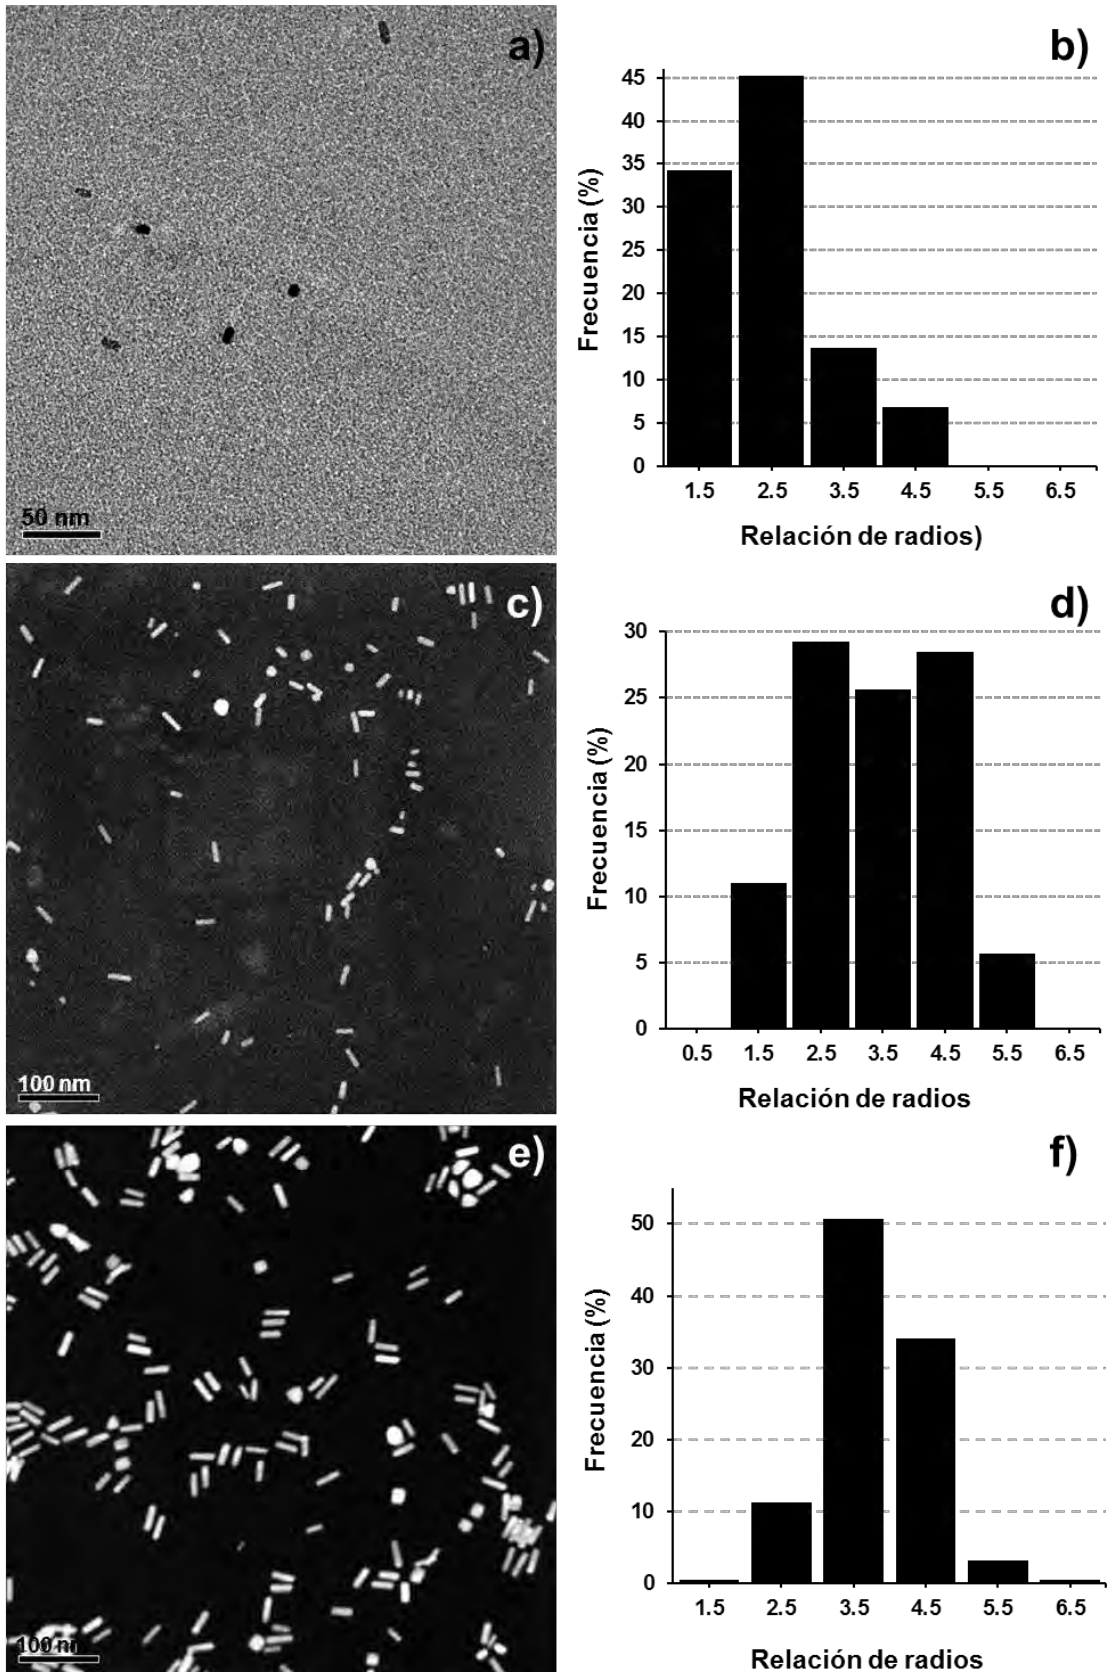 a)
50 nm
b)
45
40
35
30
25
20
15
10
5
0
Frecuencia (%)
1.5 2.5 3.5 4.5 5.5 6.5
Relación de radios)
c)
100 nm
d)
30
25
20
15
10
5
0
Frecuencia (%)
0.5 1.5 2.5 3.5 4.5 5.5 6.5
Relación de radios
e)
100 nm
f)
50
40
30
20
10
0
Frecuencia (%)
1.5 2.5 3.5 4.5 5.5 6.5
Relación de radios